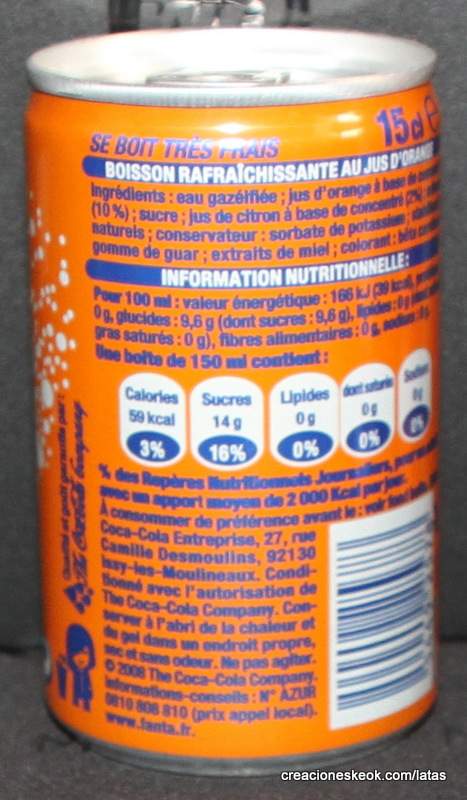 15cl e
SE BOIT TRÈS FRAIS
BOISSON RAFRAÎCHISSANTE AU JUS D'ORANGE
Ingrédients : eau gazéifiée ; jus d'orange à base de
(10 %) ; sucre ; jus de citron à base de concentré (2%)
naturels ; conservateur : sorbate de potassium ;
gomme de guar ; extraits de miel ; colorant : bêta
INFORMATION NUTRITIONNELLE :
Pour 100 ml : valeur énergétique : 166 kJ (39 kcal),
0g, glucides : 9,6 g (dont sucres : 9,6 g), lipides : 0 g
gras saturés : 0 g), fibres alimentaires : 0 g, sodium : 0 g.
Une boîte de 150 ml contient :
Calories Sucres Lipides dont saturés Sodium
59 kcal 14 g 0 g 0 g 0 g
3% 16% 0% 0% 0%
% des Repères Nutritionnels Journaliers, pour
avec un apport moyen de 2 000 Kcal par jour.
A consommer de préférence avant le : voir fond
Coca-Cola Entreprise, 27, rue
Camille Desmoulins, 92130
Issy-les-Moulineaux. Condi-
tionné avec l'autorisation de
The Coca-Cola Company. Con-
server à l'abri de la chaleur et
du gel dans un endroit propre,
sec et sans odeur. Ne pas agiter.
© 2008 The Coca-Cola Company.
Informations-conseils : N° AZUR
0810 808 810 (prix appel local).
www.fanta.fr.
Qualité et goût garantis par :
The Coca-Cola Company
creacioneskeok.com/latas